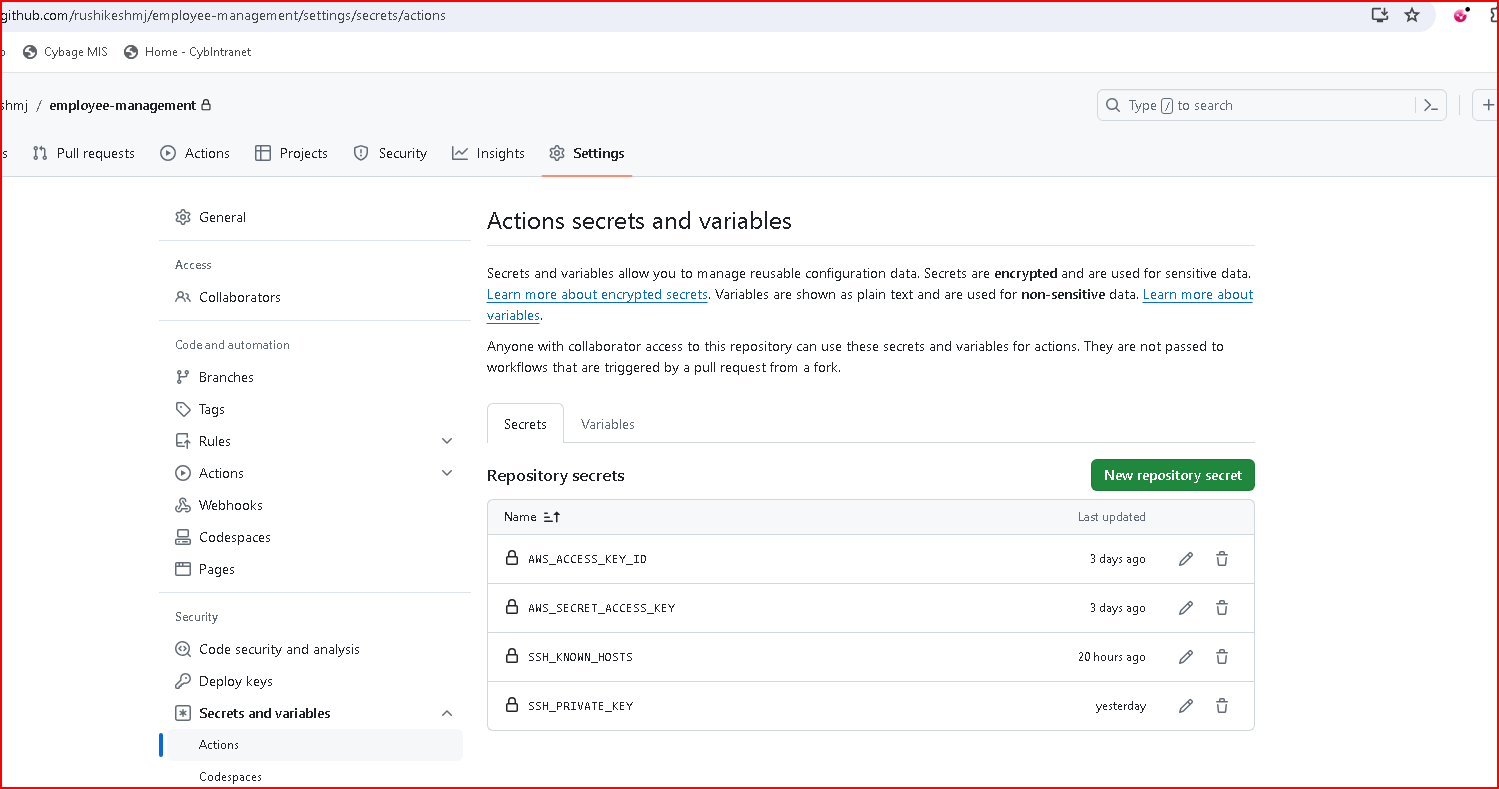 github.com/rushikeshmj/employee-management/settings/secrets/actions
Cybage MIS Home - CybIntranet
shmj / employee-management
Type / to search
s Pull requests Actions Projects Security Insights Settings
General
Access
Collaborators
Code and automation
Branches
Tags
Rules
Actions
Webhooks
Codespaces
Pages
Security
Code security and analysis
Deploy keys
Secrets and variables
Actions
Codespaces
Actions secrets and variables
Secrets and variables allow you to manage reusable configuration data. Secrets are encrypted and are used for sensitive data.
Learn more about encrypted secrets. Variables are shown as plain text and are used for non-sensitive data. Learn more about
variables.
Anyone with collaborator access to this repository can use these secrets and variables for actions. They are not passed to
workflows that are triggered by a pull request from a fork.
Secrets Variables
Repository secrets New repository secret
Name Last updated
AWS_ACCESS_KEY_ID 3 days ago
AWS_SECRET_ACCESS_KEY 3 days ago
SSH_KNOWN_HOSTS 20 hours ago
SSH_PRIVATE_KEY yesterday